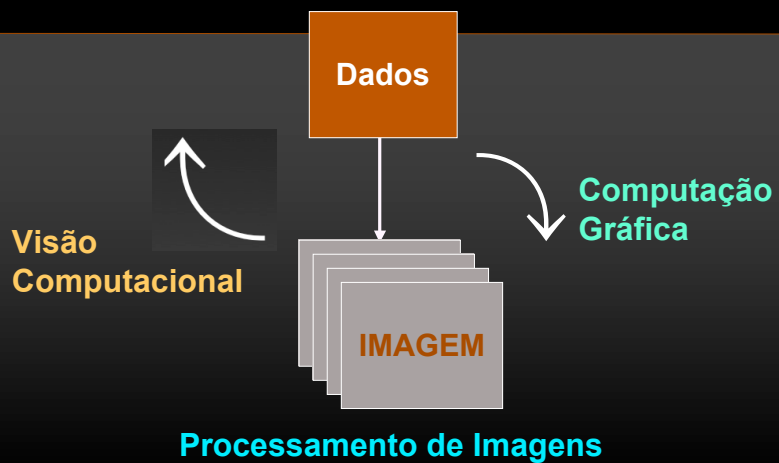 Dados
Computação
Gráfica
Visão
Computacional
IMAGEM
Processamento de Imagens